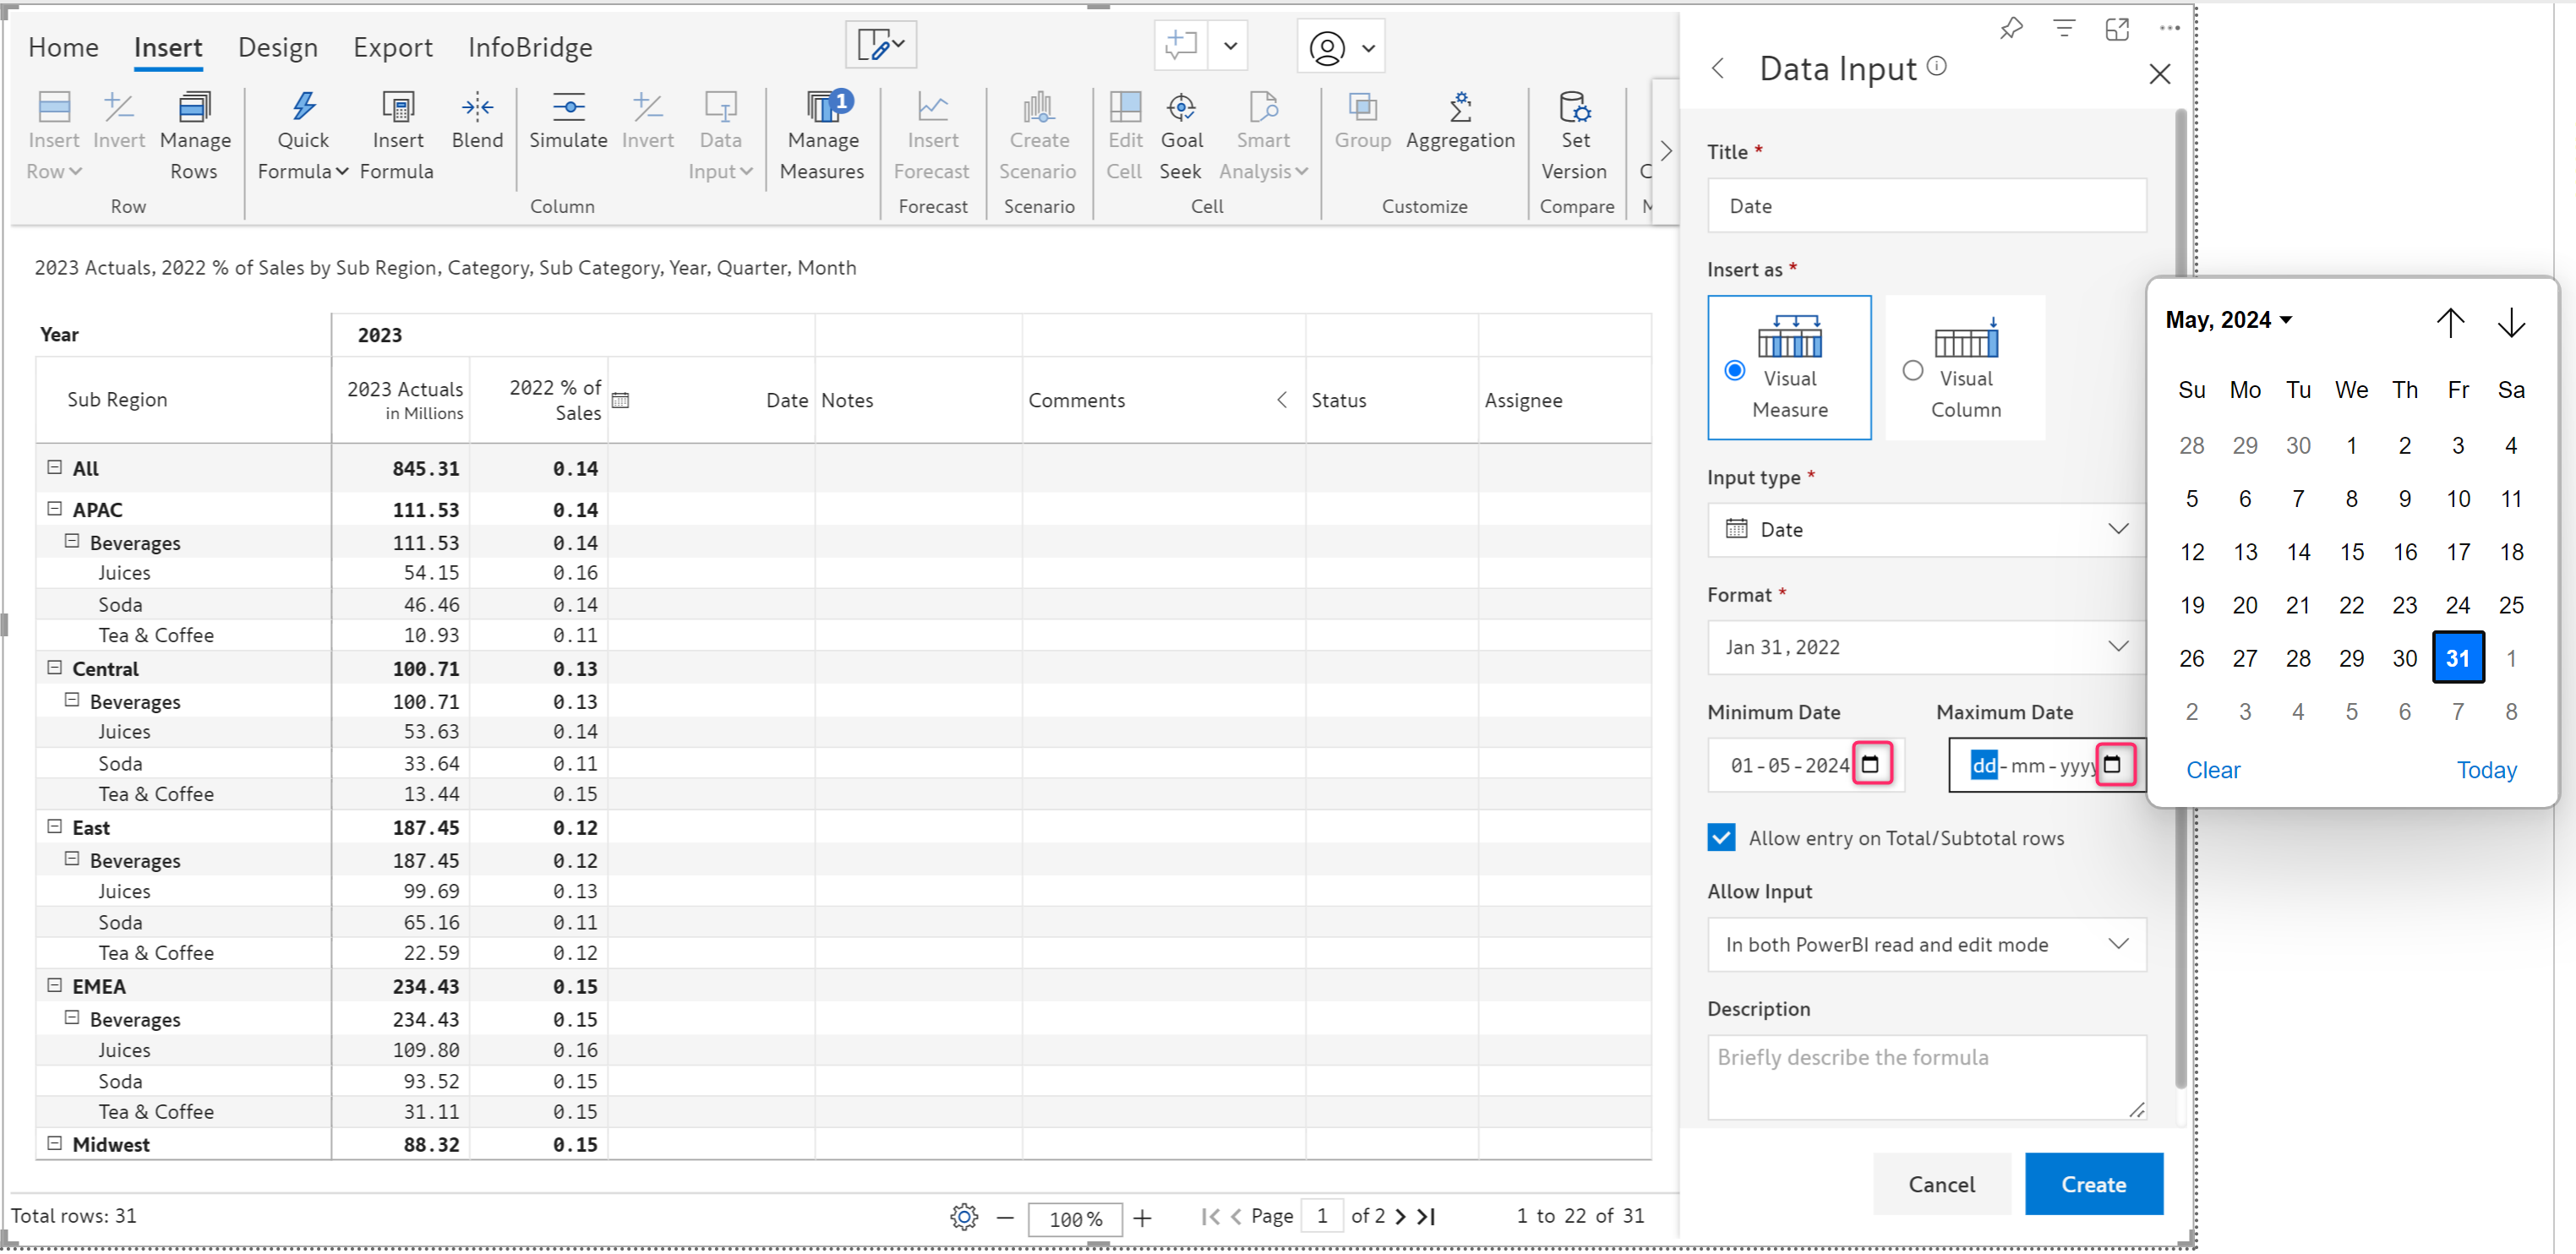 Home Insert Design Export InfoBridge
Insert Row Invert Manage Rows
Row
Quick Formula Insert Formula Blend Simulate Invert Data Input
Column
Manage Measures 1
Insert Forecast
Forecast
Create Scenario
Scenario
Edit Cell Goal Seek Smart Analysis
Cell
Group Aggregation
Customize
Set Version
Compare
2023 Actuals, 2022 % of Sales by Sub Region, Category, Sub Category, Year, Quarter, Month
Year 2023
Sub Region 2023 Actuals in Millions 2022 % of Sales Date Notes Comments Status Assignee
All 845.31 0.14
APAC 111.53 0.14
Beverages 111.53 0.14
Juices 54.15 0.16
Soda 46.46 0.14
Tea & Coffee 10.93 0.11
Central 100.71 0.13
Beverages 100.71 0.13
Juices 53.63 0.14
Soda 33.64 0.11
Tea & Coffee 13.44 0.15
East 187.45 0.12
Beverages 187.45 0.12
Juices 99.69 0.13
Soda 65.16 0.11
Tea & Coffee 22.59 0.12
EMEA 234.43 0.15
Beverages 234.43 0.15
Juices 109.80 0.16
Soda 93.52 0.15
Tea & Coffee 31.11 0.15
Midwest 88.32 0.15
Total rows: 31
100%
Page 1 of 2
1 to 22 of 31
Data Input
Title *
Date
Insert as *
Visual Measure
Visual Column
Input type *
Date
Format *
Jan 31, 2022
Minimum Date Maximum Date
01-05-2024 dd-mm-yyyy
Allow entry on Total/Subtotal rows
Allow Input
In both PowerBI read and edit mode
Description
Briefly describe the formula
Cancel Create
May, 2024
Su Mo Tu We Th Fr Sa
28 29 30 1 2 3 4
5 6 7 8 9 10 11
12 13 14 15 16 17 18
19 20 21 22 23 24 25
26 27 28 29 30 31 1
2 3 4 5 6 7 8
Clear Today